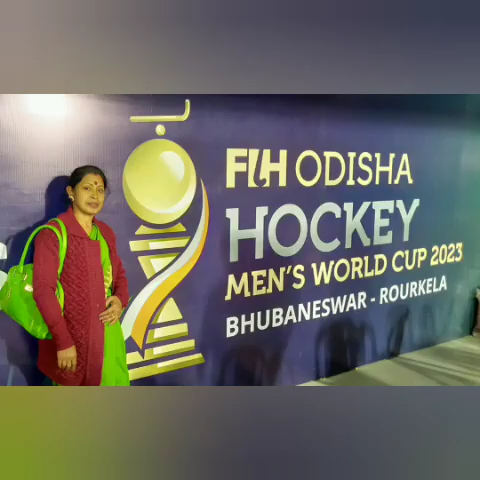 FIH ODISHA
HOCKEY
MEN'S WORLD CUP 2023
BHUBANESWAR - ROURKELA